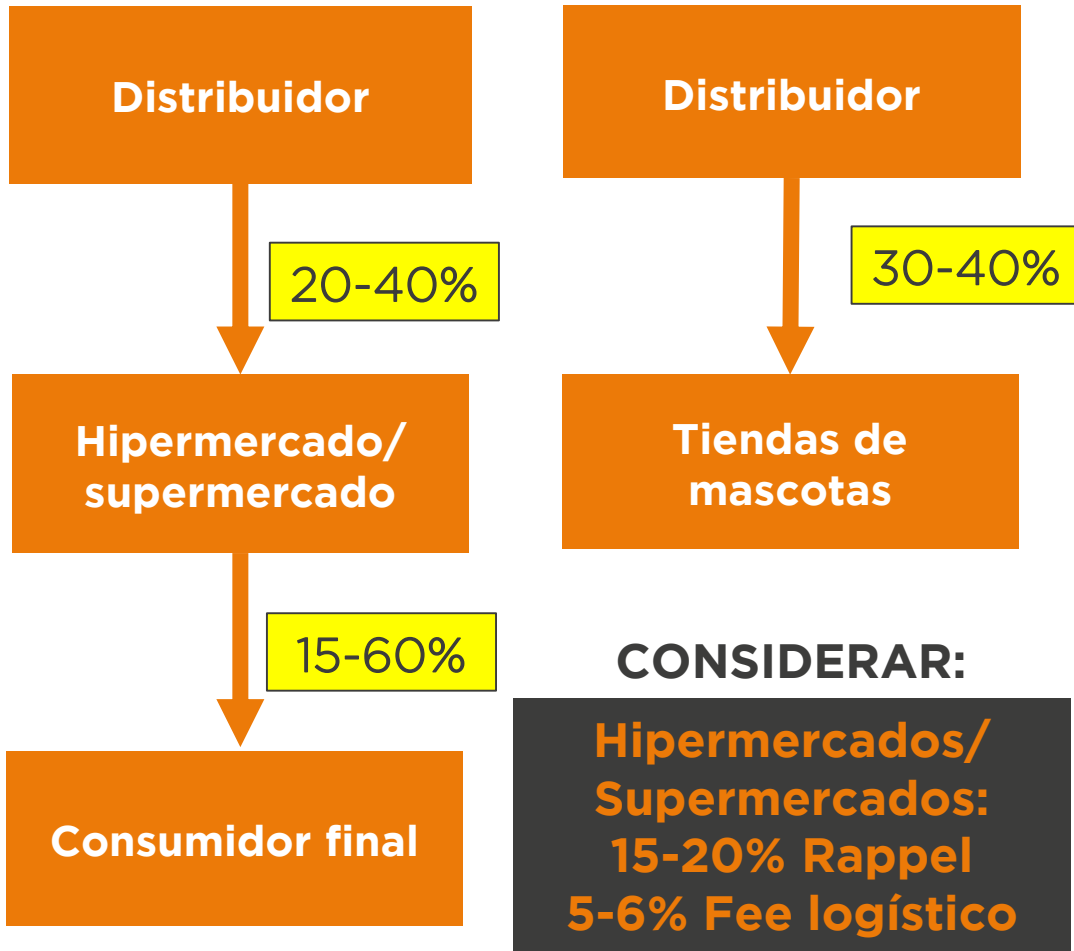 Distribuidor
20-40%
Hipermercado/
supermercado
15-60%
Consumidor final
Distribuidor
30-40%
Tiendas de
mascotas
CONSIDERAR:
Hipermercados/
Supermercados:
15-20% Rappel
5-6% Fee logístico